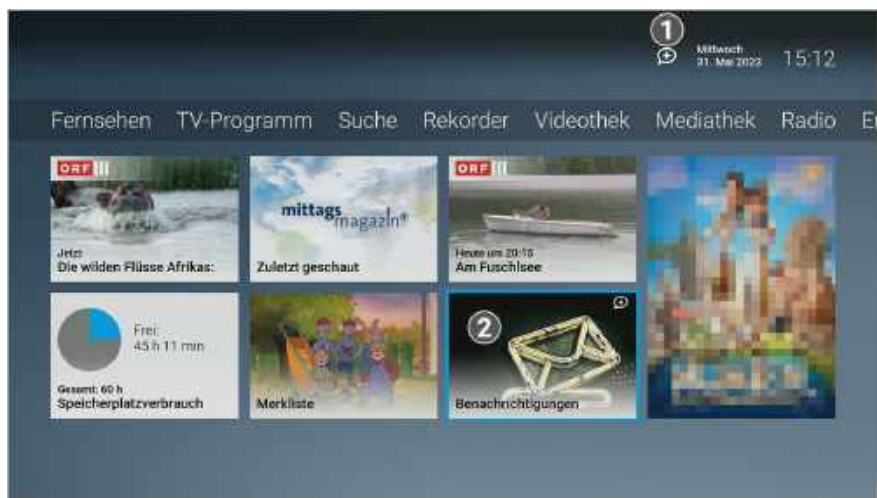 1
Mittwoch
31. Mai 2023
15:12
Fernsehen TV-Programm Suche Rekorder Videothek Mediathek Radio
ORF III
Jetzt
Die wilden Flüsse Afrikas:
mittags
magazin
Zuletzt geschaut
ORF III
Heute um 20:15
Am Fuschlsee
Frei:
45 h 11 min
Gesamt: 60 h
Speicherplatzverbrauch
Merkliste
2
Benachrichtigungen